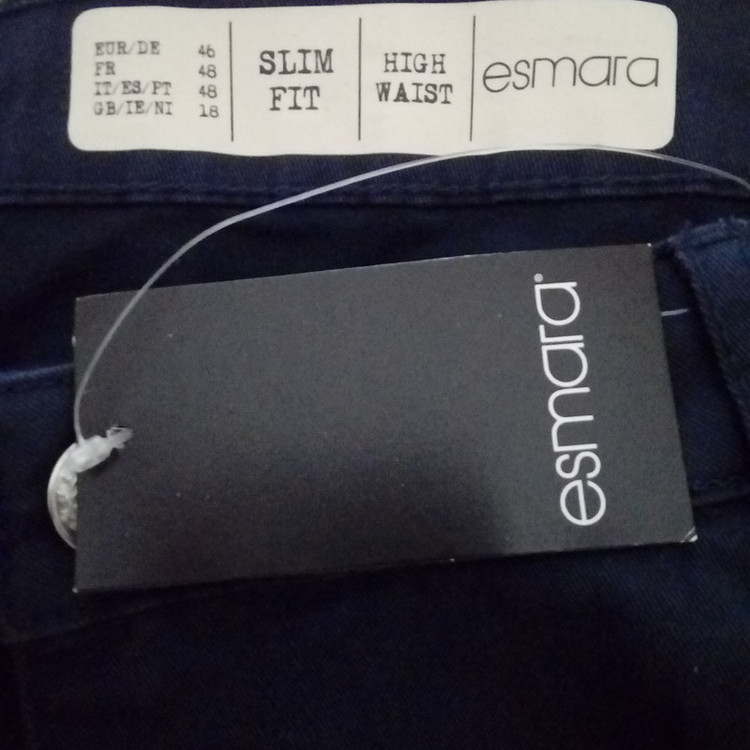 EUR/DE 46
FR 48
IT/ES/PT 48
GB/IE/NI 18
SLIM
FIT
HIGH
WAIST
esmara
esmara